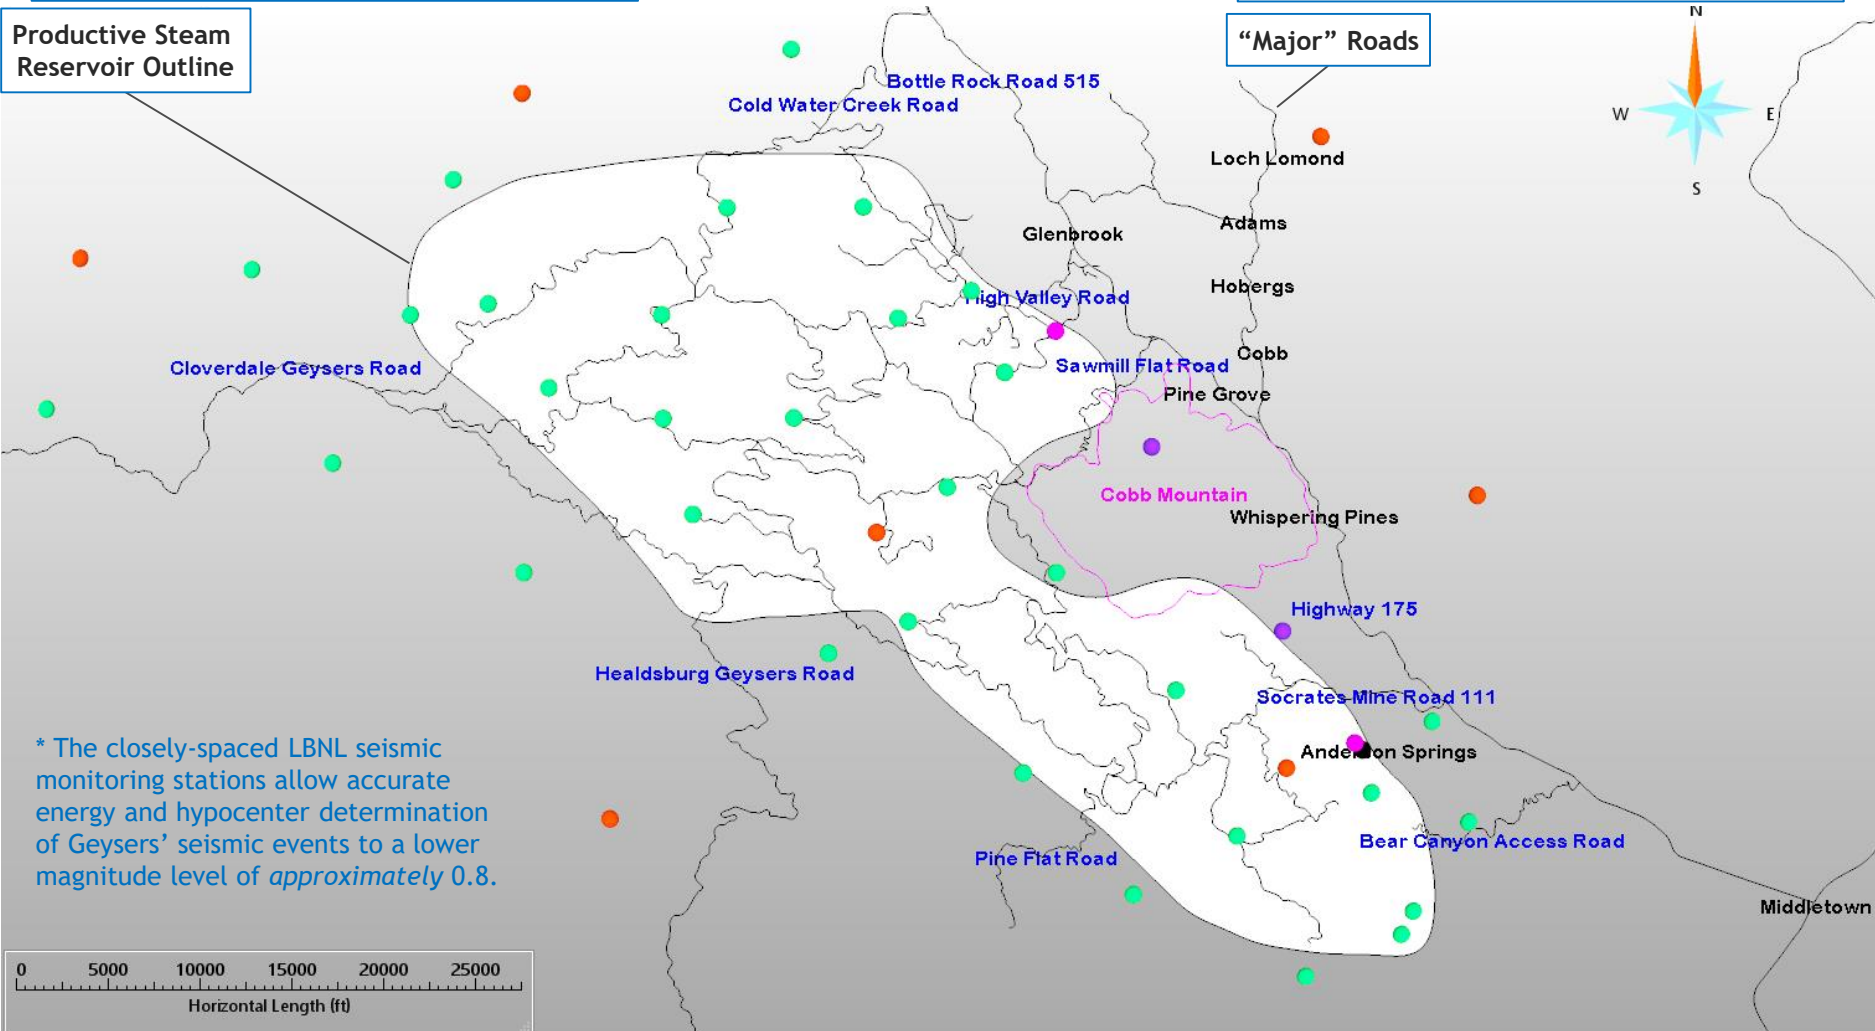 Productive Steam
Reservoir Outline
“Major” Roads
N
W
E
S
Bottle Rock Road 515
Cold Water Creek Road
Loch Lomond
Adams
Glenbrook
Hobergs
High Valley Road
Cobb
Sawmill Flat Road
Cloverdale Geysers Road
Pine Grove
Cobb Mountain
Whispering Pines
Highway 175
Healdsburg Geysers Road
Socrates Mine Road 111
Anderson Springs
* The closely-spaced LBNL seismic
monitoring stations allow accurate
energy and hypocenter determination
of Geysers’ seismic events to a lower
magnitude level of approximately 0.8.
Bear Canyon Access Road
Pine Flat Road
Middletown
0 5000 10000 15000 20000 25000
Horizontal Length (ft)